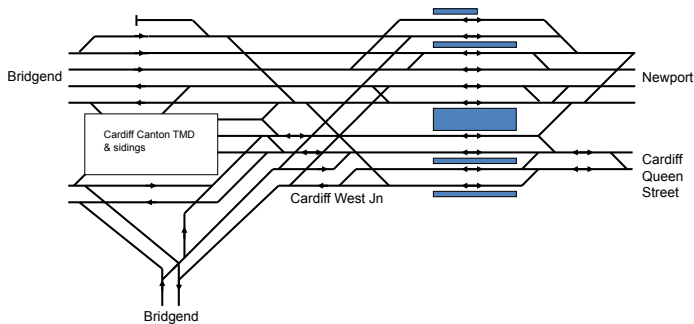 Bridgend
Newport
Cardiff Canton TMD
& sidings
Cardiff
Queen
Street
Cardiff West Jn
Bridgend